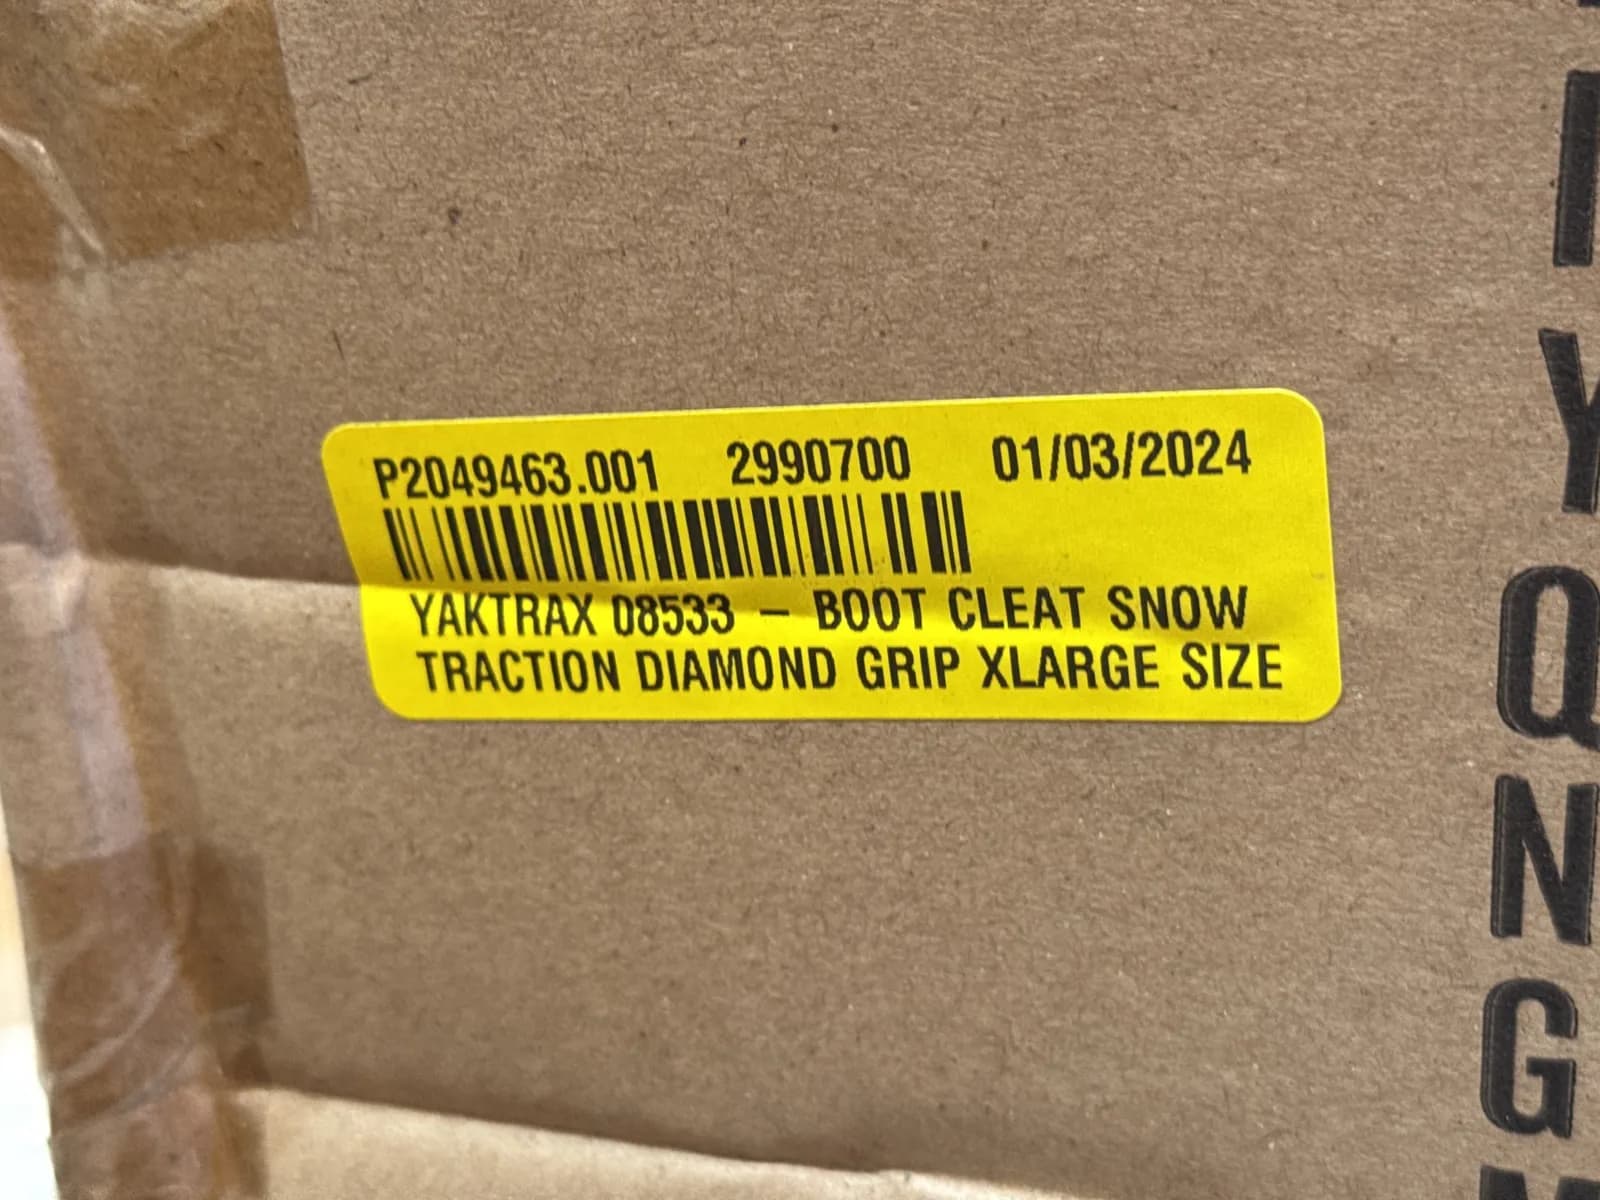 P2049463.001 2990700 01/03/2024
YAKTRAX 08533 - BOOT CLEAT SNOW
TRACTION DIAMOND GRIP XLARGE SIZE
I
Y
Q
N
G